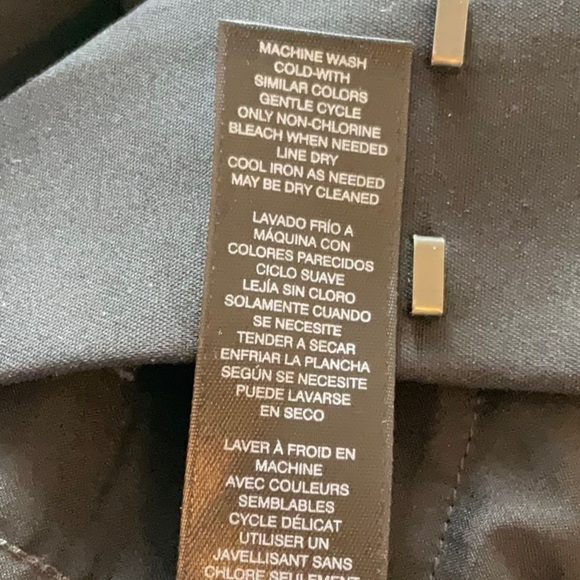 MACHINE WASH
COLD-WITH
SIMILAR COLORS
GENTLE CYCLE
ONLY NON-CHLORINE
BLEACH WHEN NEEDED
LINE DRY
COOL IRON AS NEEDED
MAY BE DRY CLEANED
LAVADO FRÍO A
MÁQUINA CON
COLORES PARECIDOS
CICLO SUAVE
LEJÍA SIN CLORO
SOLAMENTE CUANDO
SE NECESITE
TENDER A SECAR
ENFRIAR LA PLANCHA
SEGÚN SE NECESITE
PUEDE LAVARSE
EN SECO
LAVER À FROID EN
MACHINE
AVEC COULEURS
SEMBLABLES
CYCLE DÉLICAT
UTILISER UN
JAVELLISANT SANS
CHLORE SEULEMENT